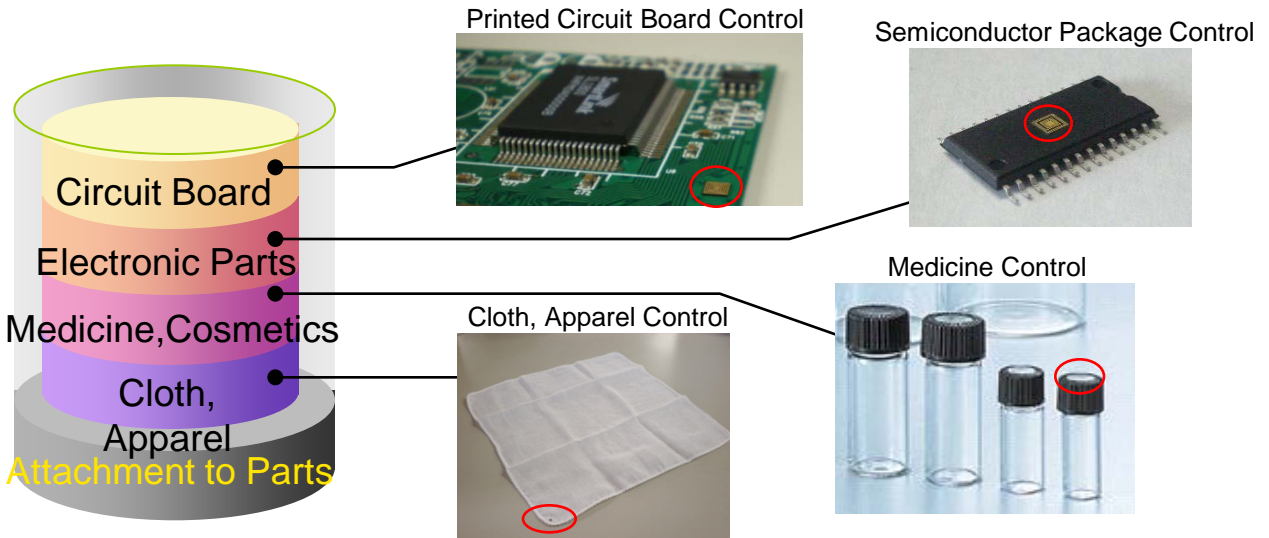 Printed Circuit Board Control
Semiconductor Package Control
Circuit Board
Electronic Parts
Medicine Control
Medicine,Cosmetics
Cloth, Apparel Control
Cloth,
Apparel
Attachment to Parts